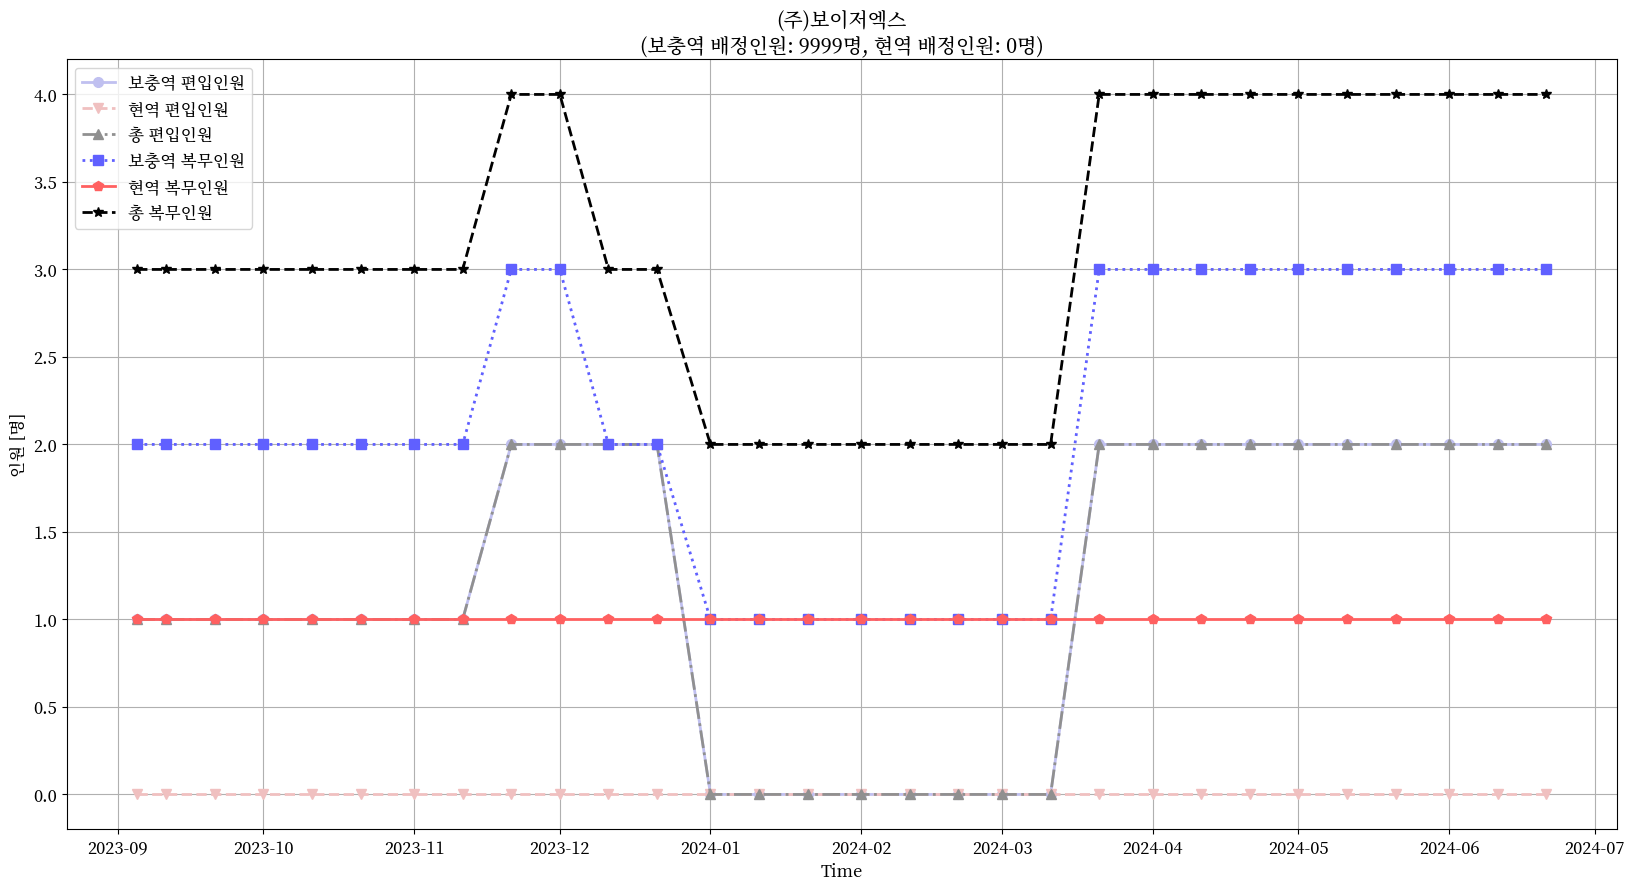 (주)보이저엑스
(보충역 배정인원: 9999명, 현역 배정인원: 0명)
보충역 편입인원
현역 편입인원
총 편입인원
보충역 복무인원
현역 복무인원
총 복무인원
4.0
3.5
3.0
2.5
2.0
1.5
1.0
0.5
0.0
인원 [명]
2023-09 2023-10 2023-11 2023-12 2024-01 2024-02 2024-03 2024-04 2024-05 2024-06 2024-07
Time